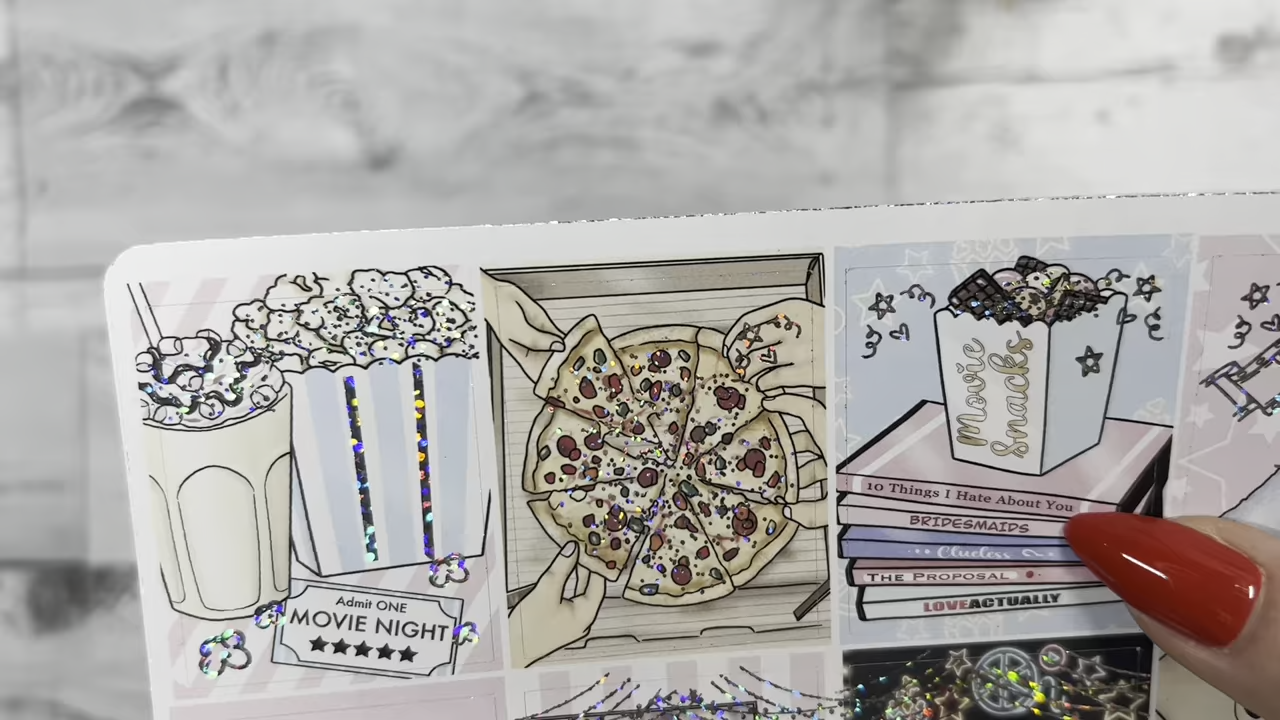 Admit ONE
MOVIE NIGHT
Movie
Snacks
10 Things I Hate About You
BRIDESMAIDS
Clueless
THE PROPOSAL
LOVEACTUALLY